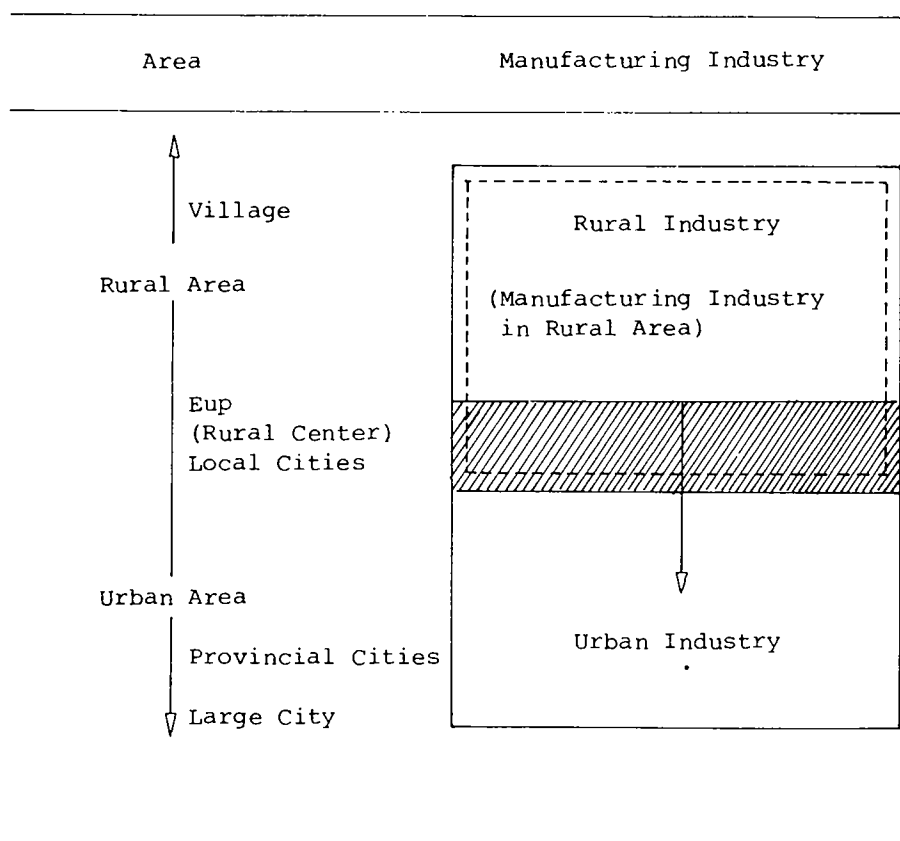 Area
Manufacturing Industry
Village
Rural Area
Eup
(Rural Center)
Local Cities
Urban Area
Provincial Cities
Large City
Rural Industry
(Manufacturing Industry
in Rural Area)
Urban Industry